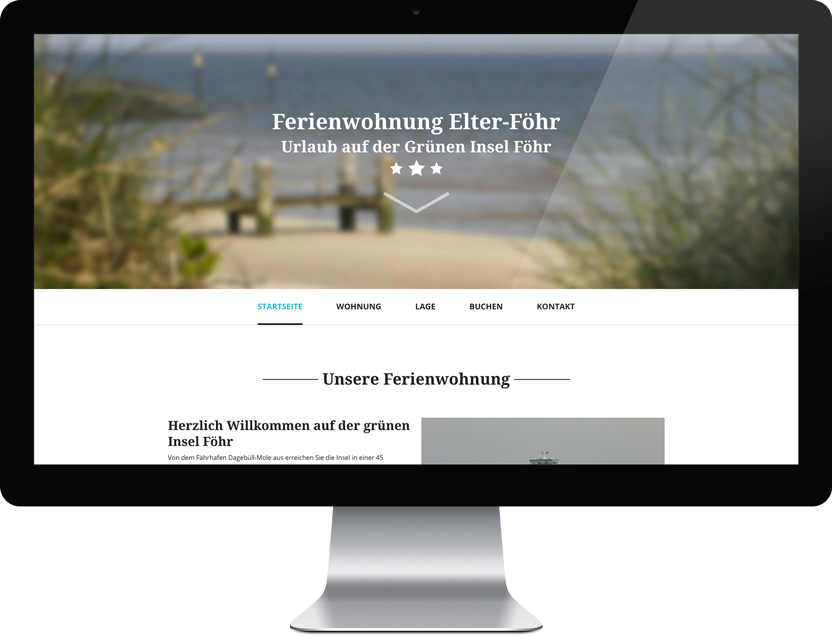 Ferienwohnung Elter-Föhr
Urlaub auf der Grünen Insel Föhr
STARTSEITE WOHNUNG LAGE BUCHEN KONTAKT
Unsere Ferienwohnung
Herzlich Willkommen auf der grünen
Insel Föhr
Von dem Fährhafen Dagebüll-Mole aus erreichen Sie die Insel in einer 45